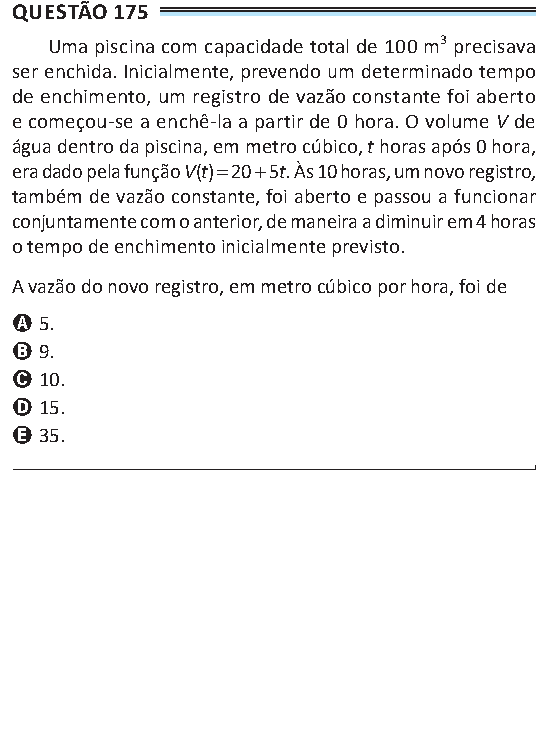 QUESTÃO 175
Uma piscina com capacidade total de 100 m³ precisava
ser enchida. Inicialmente, prevendo um determinado tempo
de enchimento, um registro de vazão constante foi aberto
e começou-se a enchê-la a partir de 0 hora. O volume V de
água dentro da piscina, em metro cúbico, t horas após 0 hora,
era dado pela função V(t) = 20 + 5t. Às 10 horas, um novo registro,
também de vazão constante, foi aberto e passou a funcionar
conjuntamente com o anterior, de maneira a diminuir em 4 horas
o tempo de enchimento inicialmente previsto.
A vazão do novo registro, em metro cúbico por hora, foi de
A 5.
B 9.
C 10.
D 15.
E 35.